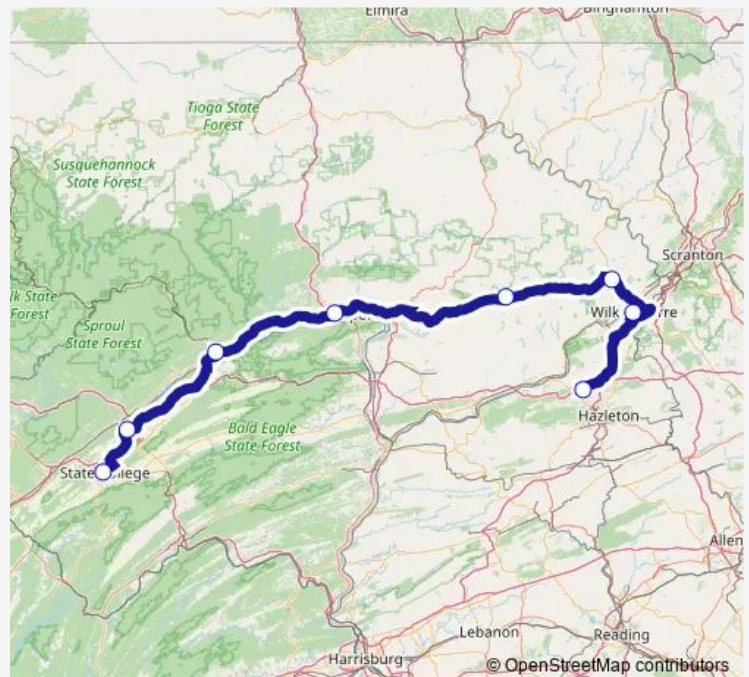 Elmira
Binghamton
Tioga State
Forest
Susquehannock
State Forest
Scranton
lk State
Forest
Sproul
State Forest
Wilk
rre
Bald Eagle
State Forest
Hazleton
State
llege
Allen
Lebanon
Reading
Harrisburg
© OpenStreetMap contributors